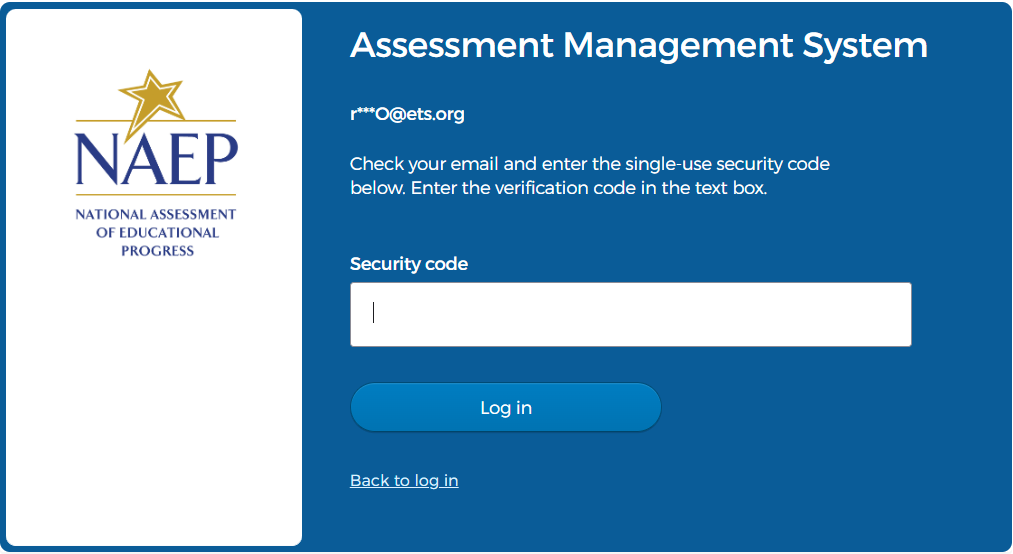 NAEP
NATIONAL ASSESSMENT
OF EDUCATIONAL
PROGRESS
Assessment Management System
r***O@ets.org
Check your email and enter the single-use security code
below. Enter the verification code in the text box.
Security code
Log in
Back to log in